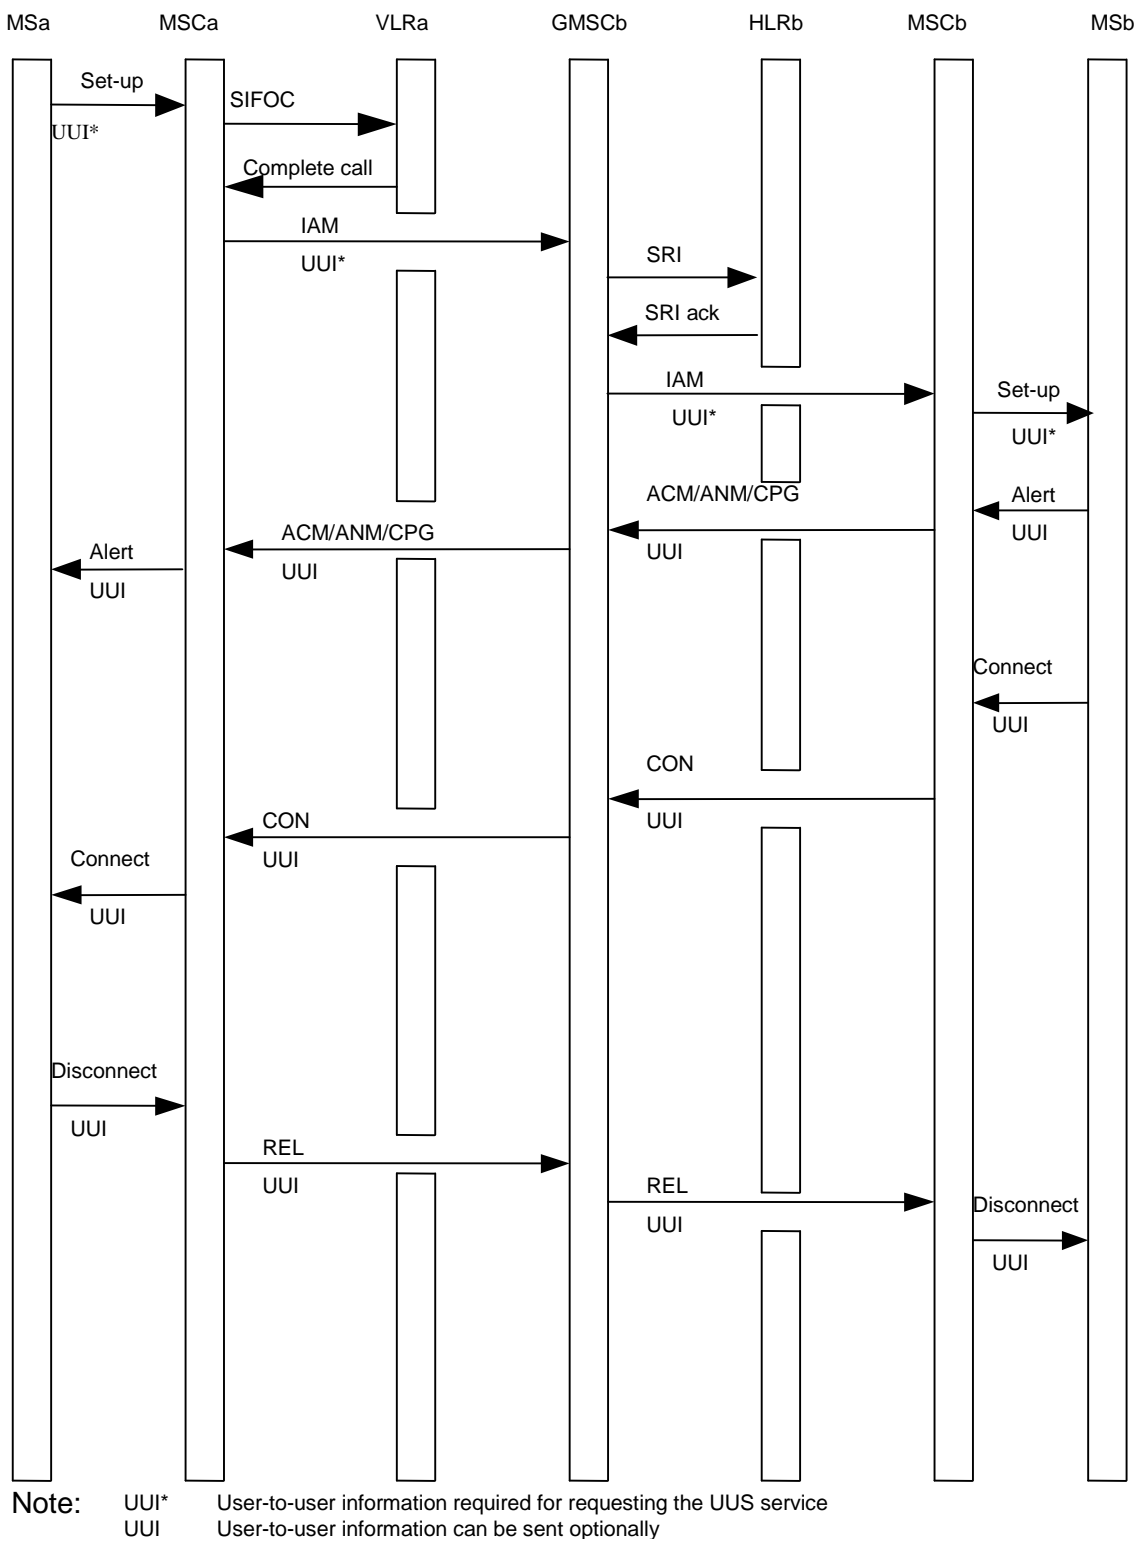 MSa MSCa VLRa GMSCb HLRb MSCb MSb
Set-up
SIFOC
UUI*
Complete call
IAM
UUI*
SRI
SRI ack
IAM
UUI*
Set-up
UUI*
ACM/ANM/CPG
UUI
Alert
UUI
ACM/ANM/CPG
UUI
Alert
UUI
Connect
UUI
CON
UUI
CON
UUI
Connect
UUI
Disconnect
UUI
REL
UUI
REL
UUI
Disconnect
UUI
Note: UUI* User-to-user information required for requesting the UUS service
UUI User-to-user information can be sent optionally